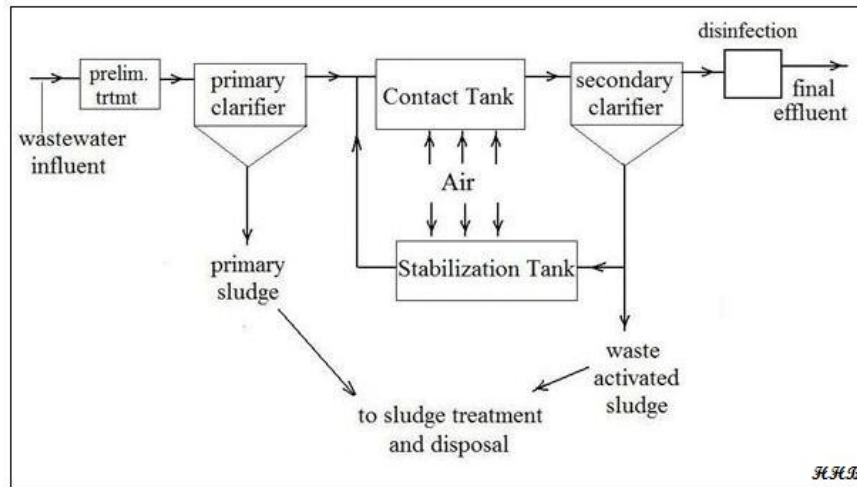 disinfection
prelim.
trtmt
primary
clarifier
Contact Tank
secondary
clarifier
final
effluent
wastewater
influent
Air
Stabilization Tank
primary
sludge
waste
activated
sludge
to sludge treatment
and disposal
ℋℋℬ